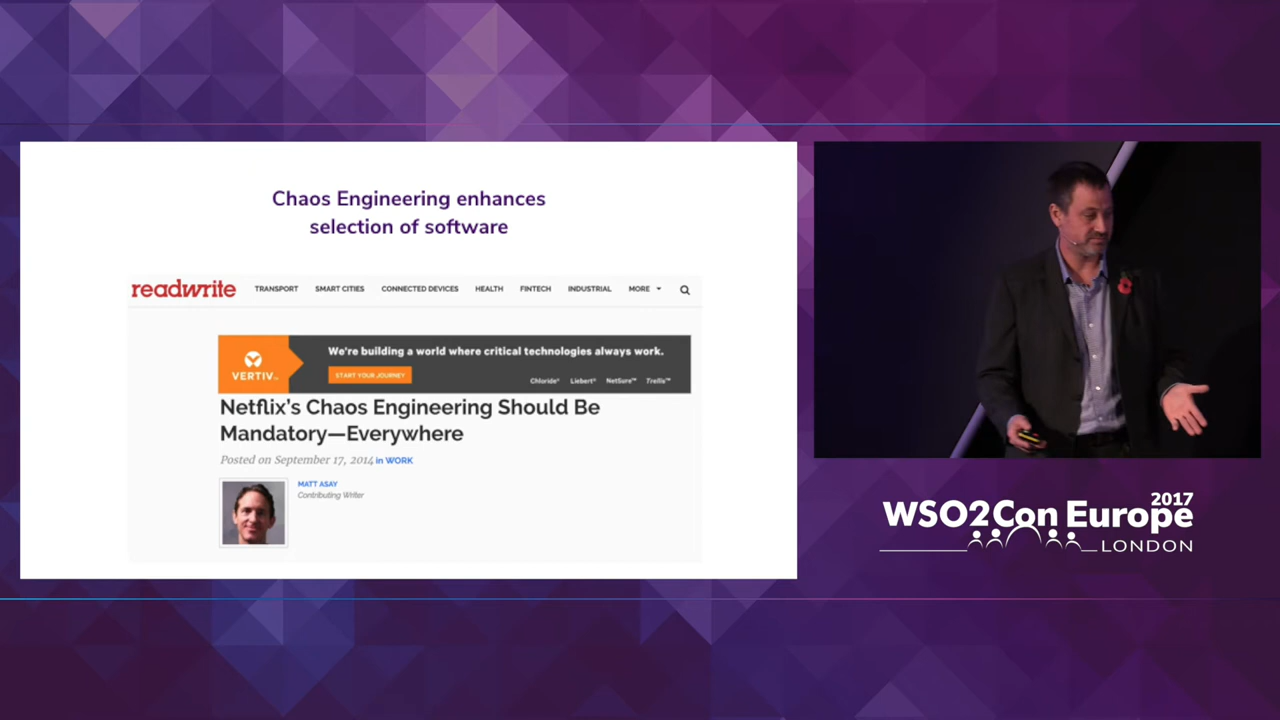 Chaos Engineering enhances
selection of software
readwrite
TRANSPORT SMART CITIES CONNECTED DEVICES HEALTH FINTECH INDUSTRIAL MORE
We're building a world where critical technologies always work.
VERTIV
START YOUR JOURNEY
Chloride® Liebert® NetSure™ Trellis™
Netflix's Chaos Engineering Should Be
Mandatory—Everywhere
Posted on September 17, 2014 in WORK
MATT ASAY
Contributing Writer
2017
WSO2Con Europe
LONDON